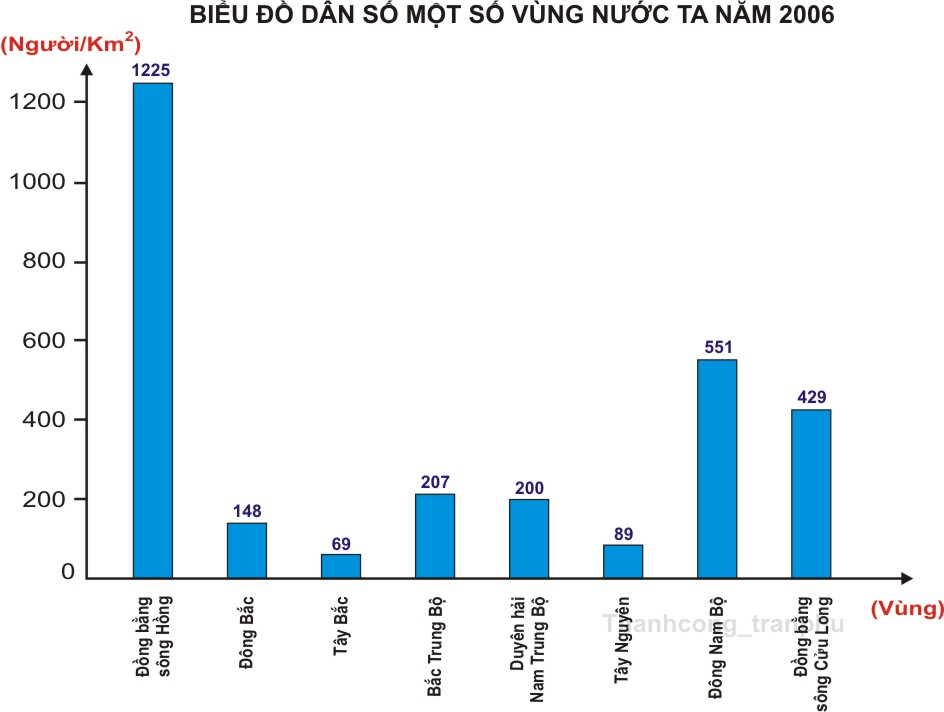 BIỂU ĐỒ DÂN SỐ MỘT SỐ VÙNG NƯỚC TA NĂM 2006
(Người/Km²)
1225
1200
1000
800
600
551
400
429
200
148
69
207
200
89
0
(Vùng)
Đồng bằng
sông Hồng
Đông Bắc
Tây Bắc
Bắc Trung Bộ
Duyên hải
Nam Trung Bộ
Tây Nguyên
Đông Nam Bộ
Đồng bằng
sông Cửu Long
Thanhcong_tranphu